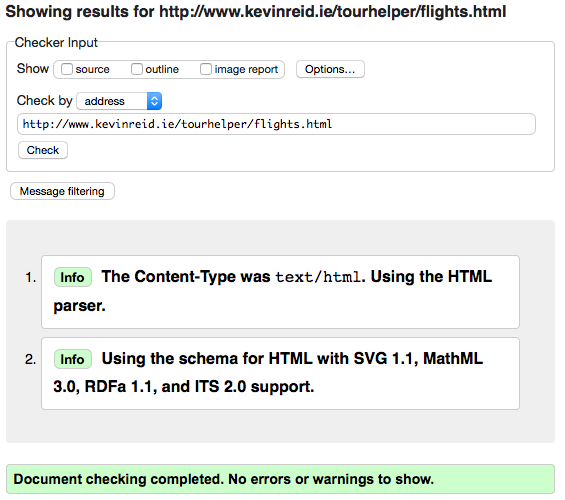 Showing results for http://www.kevinreid.ie/tourhelper/flights.html
Checker Input
Show source outline image report Options...
Check by address
http://www.kevinreid.ie/tourhelper/flights.html
Check
Message filtering
1. Info The Content-Type was text/html. Using the HTML
parser.
2. Info Using the schema for HTML with SVG 1.1, MathML
3.0, RDFa 1.1, and ITS 2.0 support.
Document checking completed. No errors or warnings to show.